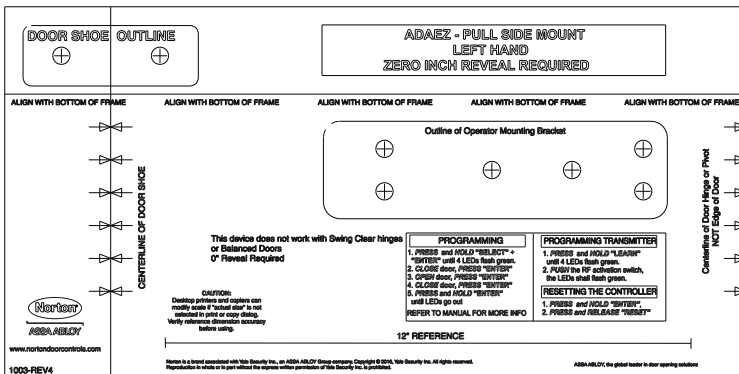 DOOR SHOE OUTLINE
ADAEZ - PULL SIDE MOUNT
LEFT HAND
ZERO INCH REVEAL REQUIRED
ALIGN WITH BOTTOM OF FRAME
ALIGN WITH BOTTOM OF FRAME
ALIGN WITH BOTTOM OF FRAME
ALIGN WITH BOTTOM OF FRAME
ALIGN WITH BOTTOM OF FRAME
Outline of Operator Mounting Bracket
CENTERLINE OF DOOR SHOE
Centerline of Door Hinge or Pivot
NOT Edge of Door
This device does not work with Swing Clear hinges
or Balanced Doors
0" Reveal Required
PROGRAMMING
1. PRESS and HOLD "SELECT" +
"ENTER" until 4 LEDs flash green.
2. CLOSE door, PRESS "ENTER"
3. OPEN door, PRESS "ENTER"
4. CLOSE door, PRESS "ENTER"
5. PRESS and HOLD "ENTER"
until LEDs go out
REFER TO MANUAL FOR MORE INFO
PROGRAMMING TRANSMITTER
1. PRESS and HOLD "LEARN"
until 4 LEDs flash green.
2. PUSH the RF activation switch,
the LEDs shall flash green.
RESETTING THE CONTROLLER
1. PRESS and HOLD "ENTER",
2. PRESS and RELEASE "RESET"
CAUTION:
Desktop printers and copiers can
modify scale if "actual size" is not
selected in print or copy dialog.
Verify reference dimension accuracy
before using.
Norton
ASSA ABLOY
www.nortondoorcontrols.com
1003-REV4
12" REFERENCE
Norton is a brand associated with Yale Security Inc., an ASSA ABLOY Group company. Copyright © 2016, Yale Security Inc. All rights reserved.
Reproduction in whole or in part without the express written permission of Yale Security Inc. is prohibited.
ASSA ABLOY, the global leader in door opening solutions